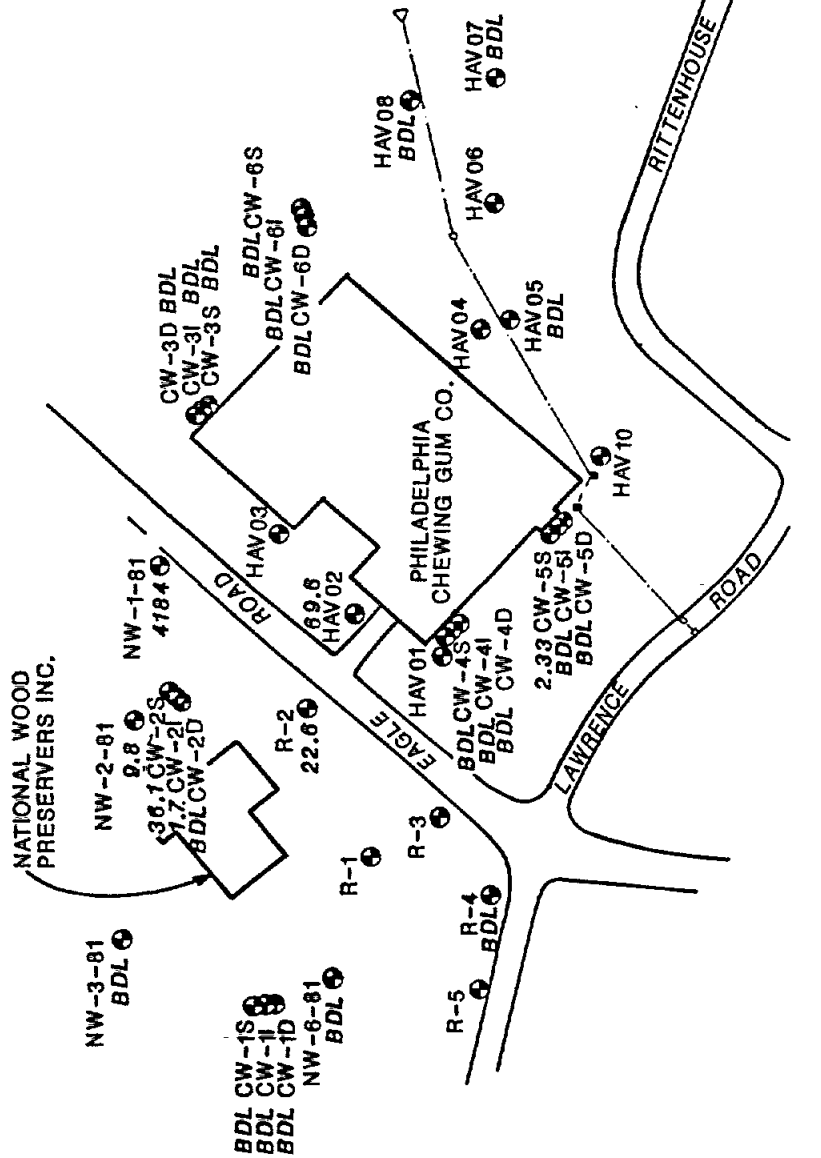 NATIONAL WOOD
PRESERVERS INC.
NW-3-81
BDL
NW-2-81
9.8
36.1 CW-2S
1.7 CW-2I
BDL CW-2D
NW-1-81
4184
BDL CW-1S
BDL CW-1I
BDL CW-1D
NW-6-81
BDL
R-1
R-2
22.6
R-3
R-4
BDL
R-5
EAGLE
ROAD
HAV03
69.6
HAV02
HAV01
CW-3D BDL
CW-3I BDL
CW-3S BDL
BDL CW-6S
BDL CW-6I
BDL CW-6D
PHILADELPHIA
CHEWING GUM CO.
BDL CW-4S
BDL CW-4I
BDL CW-4D
2.33 CW-5S
BDL CW-5I
BDL CW-5D
HAV08
BDL
HAV07
BDL
HAV06
HAV04
HAV05
BDL
HAV10
LAWRENCE
ROAD
RITTENHOUSE